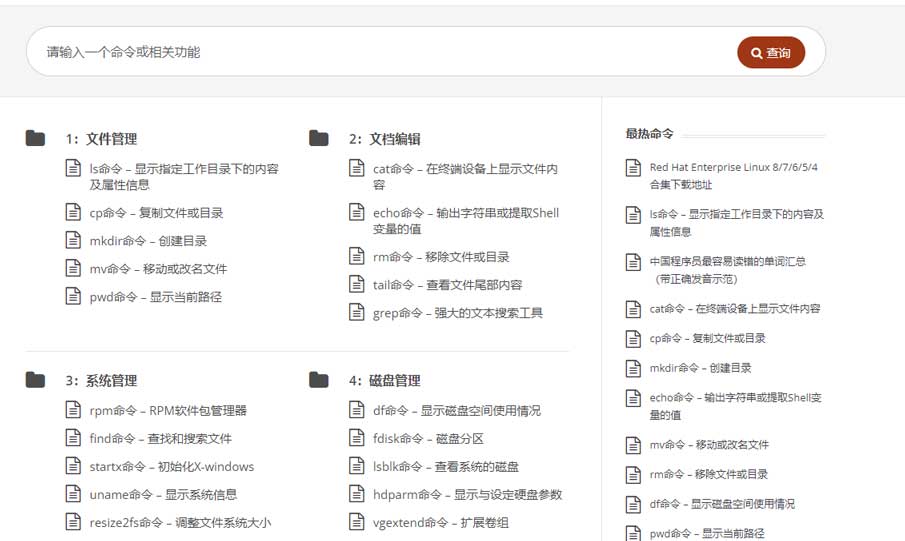 请输入一个命令或相关功能
查询
1：文件管理
ls命令 – 显示指定工作目录下的内容
及属性信息
cp命令 – 复制文件或目录
mkdir命令 – 创建目录
mv命令 – 移动或改名文件
pwd命令 – 显示当前路径
2：文档编辑
cat命令 – 在终端设备上显示文件内
容
echo命令 – 输出字符串或提取Shell
变量的值
rm命令 – 移除文件或目录
tail命令 – 查看文件尾部内容
grep命令 – 强大的文本搜索工具
3：系统管理
rpm命令 – RPM软件包管理器
find命令 – 查找和搜索文件
startx命令 – 初始化X-windows
uname命令 – 显示系统信息
resize2fs命令 – 调整文件系统大小
4：磁盘管理
df命令 – 显示磁盘空间使用情况
fdisk命令 – 磁盘分区
lsblk命令 – 查看系统的磁盘
hdparm命令 – 显示与设定硬盘参数
vgextend命令 – 扩展卷组
最热命令
Red Hat Enterprise Linux 8/7/6/5/4
合集下载地址
ls命令 – 显示指定工作目录下的内容及
属性信息
中国程序员最容易读错的单词汇总
（带正确发音示范）
cat命令 – 在终端设备上显示文件内容
cp命令 – 复制文件或目录
mkdir命令 – 创建目录
echo命令 – 输出字符串或提取Shell变
量的值
mv命令 – 移动或改名文件
rm命令 – 移除文件或目录
df命令 – 显示磁盘空间使用情况
pwd命令 – 显示当前路径